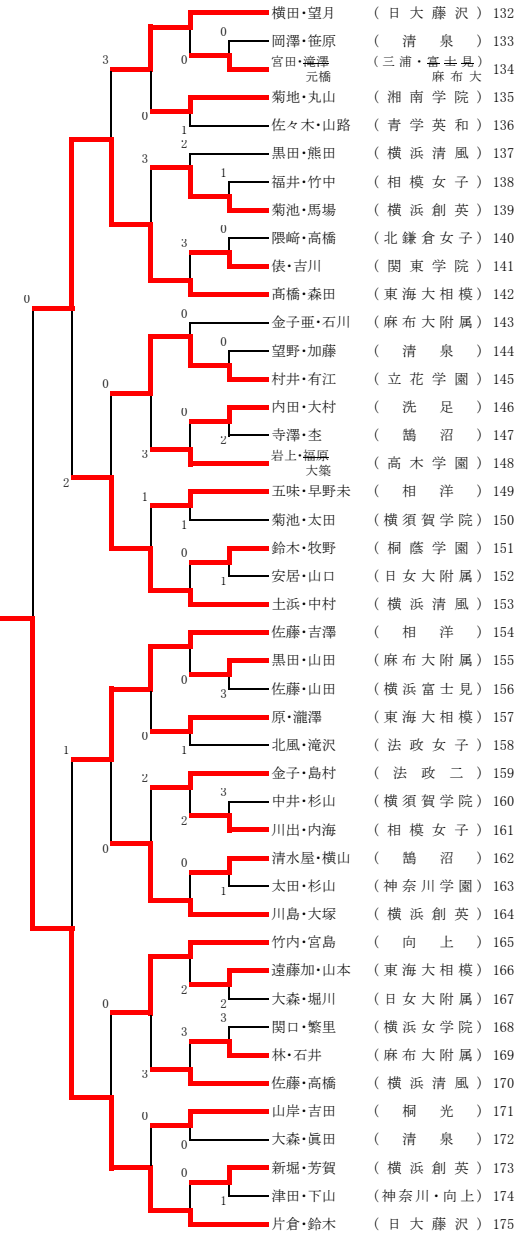 横田・望月 （日大藤沢） 132
0
岡澤・笹原 （清泉） 133
3
0
宮田・滝澤 （三浦・富士見） 134
元橋 麻布大
菊地・丸山 （湘南学院） 135
0
1
佐々木・山路 （青学英和） 136
2
3
黒田・熊田 （横浜清風） 137
1
福井・竹中 （相模女子） 138
菊池・馬場 （横浜創英） 139
0
3
隈﨑・高橋 （北鎌倉女子） 140
俵・吉川 （関東学院） 141
髙橋・森田 （東海大相模） 142
0
0
金子亜・石川 （麻布大附属） 143
0
望野・加藤 （清泉） 144
0
村井・有江 （立花学園） 145
0
内田・大村 （洗足） 146
2
寺澤・杢 （鵠沼） 147
3
岩上・福原 （高木学園） 148
大築
2
1
五味・早野未 （相洋） 149
1
菊池・太田 （横須賀学院） 150
0
鈴木・牧野 （桐蔭学園） 151
1
安居・山口 （日女大附属） 152
土浜・中村 （横浜清風） 153
佐藤・吉澤 （相洋） 154
黒田・山田 （麻布大附属） 155
0
3
佐藤・山田 （横浜富士見） 156
原・瀧澤 （東海大相模） 157
0
1
北風・滝沢 （法政女子） 158
1
2
金子・島村 （法政二） 159
3
中井・杉山 （横須賀学院） 160
2
川出・内海 （相模女子） 161
0
0
清水屋・横山 （鵠沼） 162
1
太田・杉山 （神奈川学園） 163
川島・大塚 （横浜創英） 164
竹内・宮島 （向上） 165
遠藤加・山本 （東海大相模） 166
2
2
大森・堀川 （日女大附属） 167
0
3
3
関口・繁里 （横浜女学院） 168
林・石井 （麻布大附属） 169
3
佐藤・高橋 （横浜清風） 170
0
山岸・吉田 （桐光） 171
0
大森・眞田 （清泉） 172
0
新堀・芳賀 （横浜創英） 173
1
津田・下山 （神奈川・向上） 174
片倉・鈴木 （日大藤沢） 175